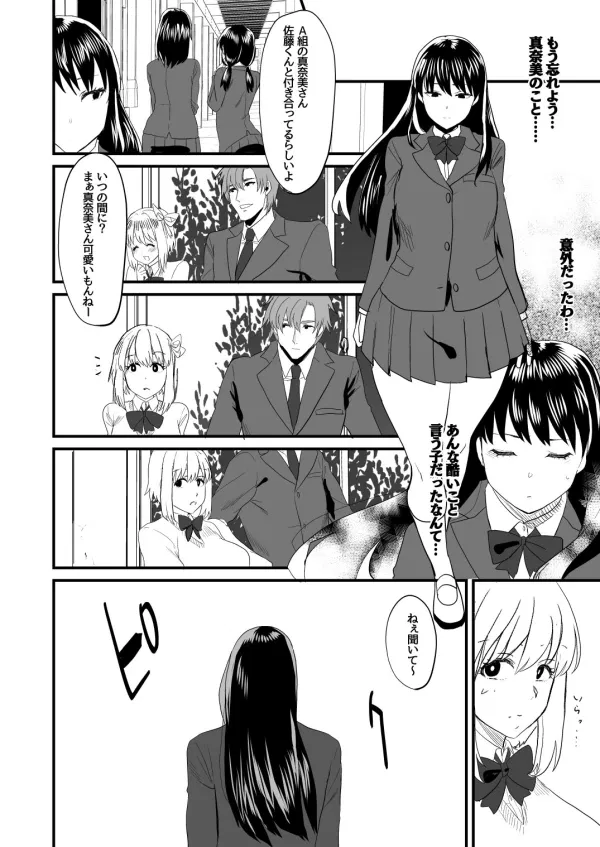 もう忘れよう…
真奈美のこと……
意外だったわ…
あんな酷いこと
言う子だったなんて…
A組の真奈美さん
佐藤くんと付き合ってるらしいよ
いつの間に？
まぁ真奈美さん可愛いもんねー
いらっ…
ねぇ聞いて〜
ピク